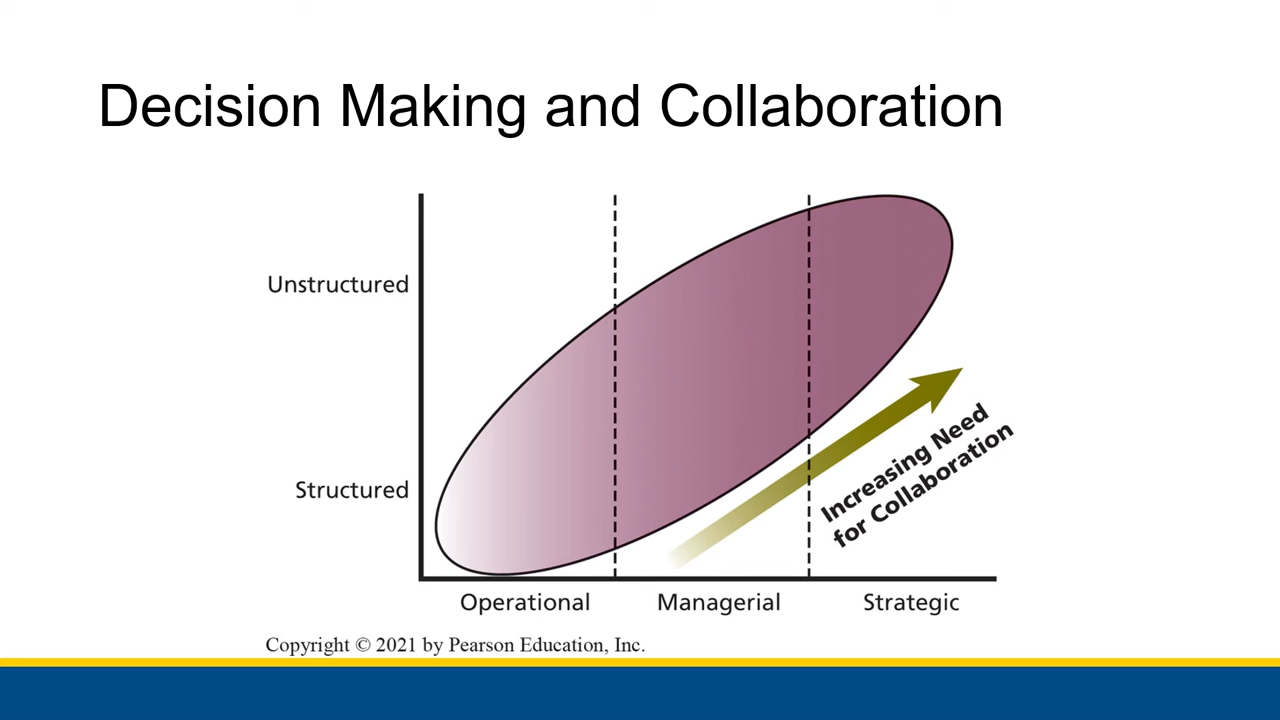 Decision Making and Collaboration
Unstructured
Structured
Increasing Need
for Collaboration
Operational
Managerial
Strategic
Copyright © 2021 by Pearson Education, Inc.